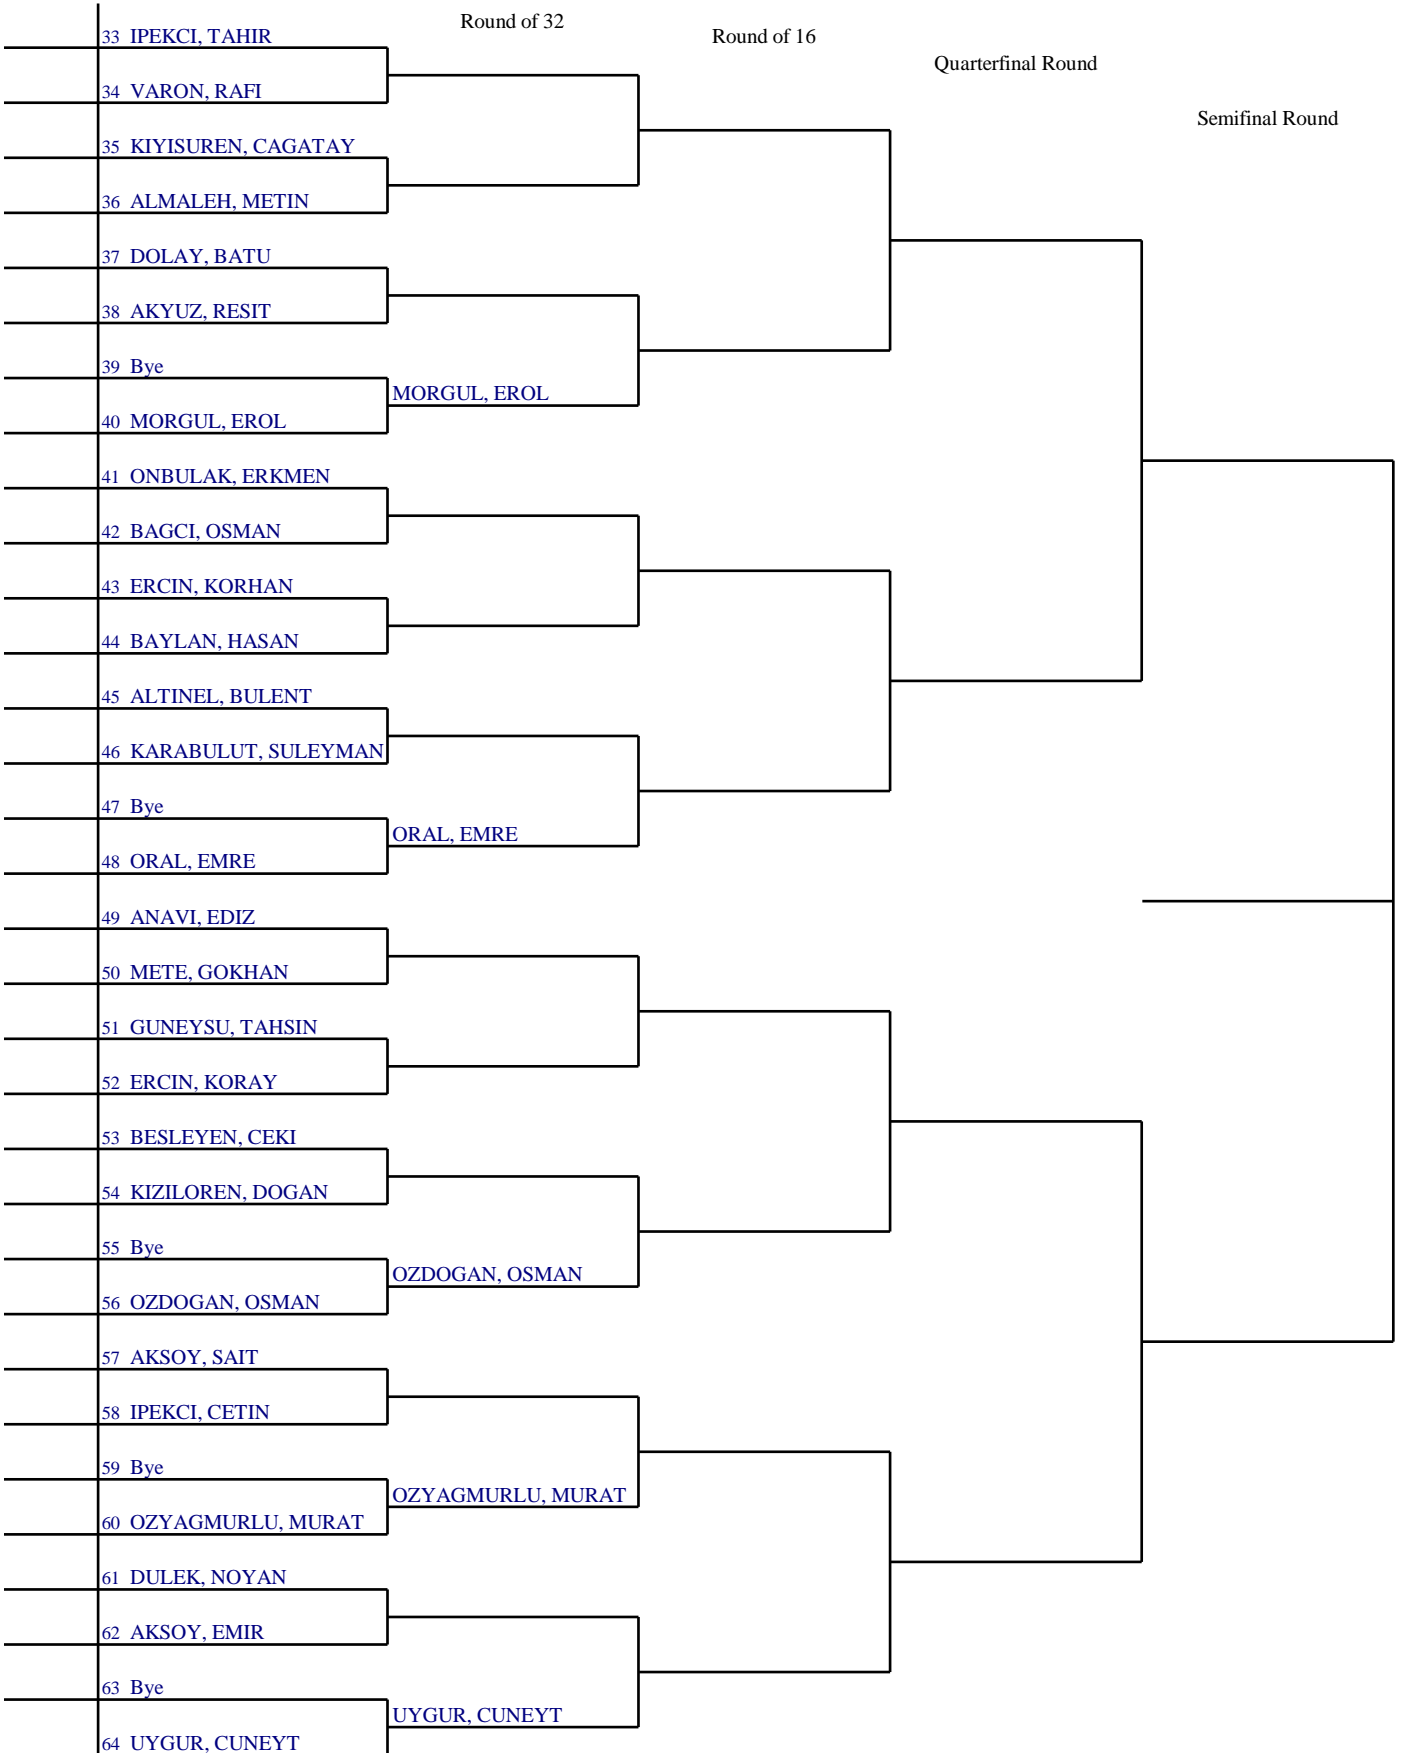 Round of 32
Round of 16
Quarterfinal Round
Semifinal Round
33 IPEKCI, TAHIR
34 VARON, RAFI
35 KIYISUREN, CAGATAY
36 ALMALEH, METIN
37 DOLAY, BATU
38 AKYUZ, RESIT
39 Bye
MORGUL, EROL
40 MORGUL, EROL
41 ONBULAK, ERKMEN
42 BAGCI, OSMAN
43 ERCIN, KORHAN
44 BAYLAN, HASAN
45 ALTINEL, BULENT
46 KARABULUT, SULEYMAN
47 Bye
ORAL, EMRE
48 ORAL, EMRE
49 ANAVI, EDIZ
50 METE, GOKHAN
51 GUNEYSU, TAHSIN
52 ERCIN, KORAY
53 BESLEYEN, CEKI
54 KIZILOREN, DOGAN
55 Bye
OZDOGAN, OSMAN
56 OZDOGAN, OSMAN
57 AKSOY, SAIT
58 IPEKCI, CETIN
59 Bye
OZYAGMURLU, MURAT
60 OZYAGMURLU, MURAT
61 DULEK, NOYAN
62 AKSOY, EMIR
63 Bye
UYGUR, CUNEYT
64 UYGUR, CUNEYT